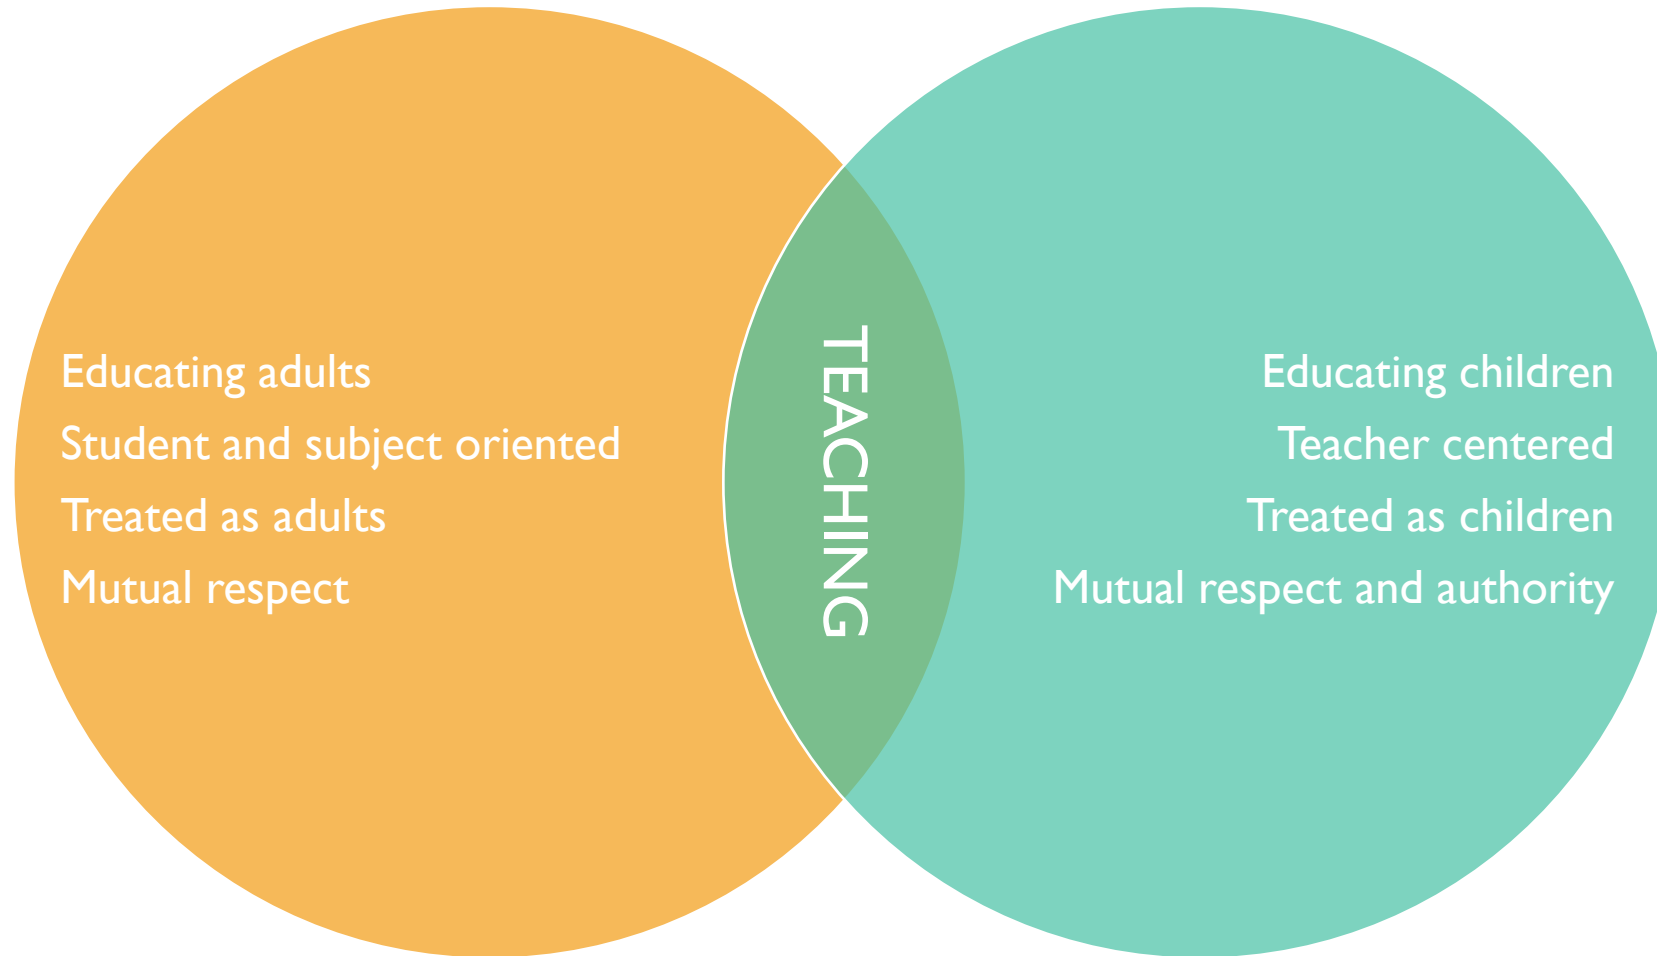 Educating adults
Student and subject oriented
Treated as adults
Mutual respect
TEACHING
Educating children
Teacher centered
Treated as children
Mutual respect and authority